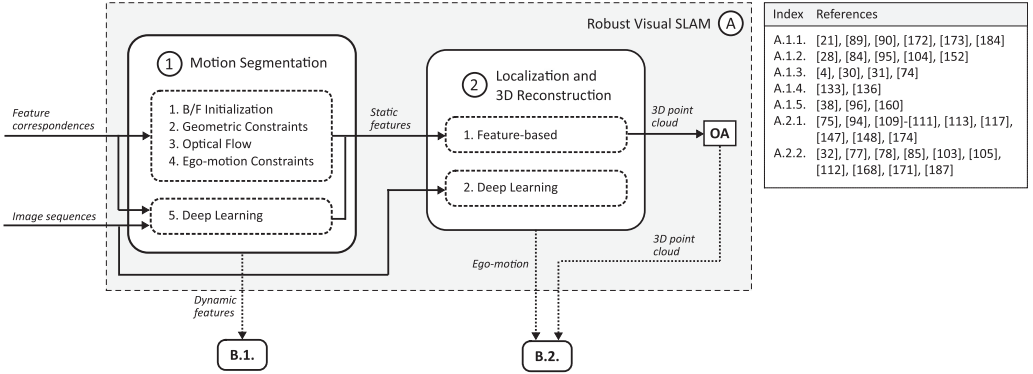 Robust Visual SLAM A
1 Motion Segmentation
1. B/F Initialization
2. Geometric Constraints
3. Optical Flow
4. Ego-motion Constraints
5. Deep Learning
Feature
correspondences
Image sequences
Static
features
2 Localization and
3D Reconstruction
1. Feature-based
2. Deep Learning
3D point
cloud
OA
3D point
cloud
Ego-motion
Dynamic
features
B.1.
B.2.
Index References
A.1.1. [21], [89], [90], [172], [173], [184]
A.1.2. [28], [84], [95], [104], [152]
A.1.3. [4], [30], [31], [74]
A.1.4. [133], [136]
A.1.5. [38], [96], [160]
A.2.1. [75], [94], [109]-[111], [113], [117],
[147], [148], [174]
A.2.2. [32], [77], [78], [85], [103], [105],
[112], [168], [171], [187]